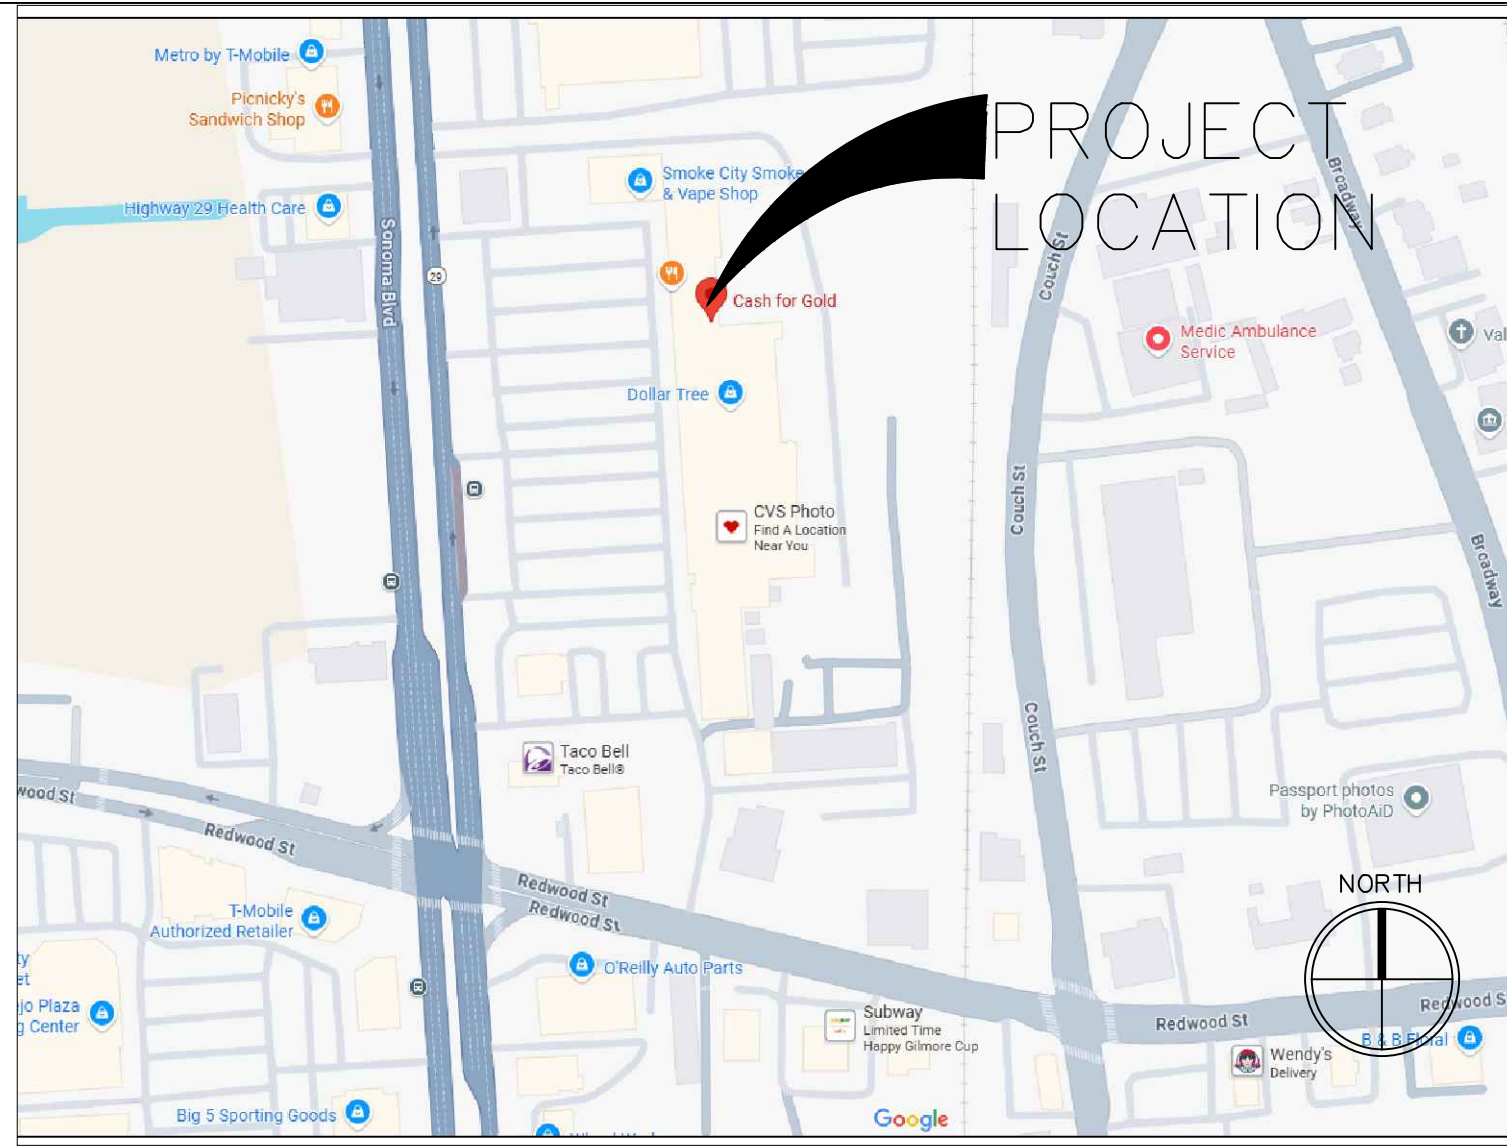 Metro by T-Mobile
Picnicky's
Sandwich Shop
PROJECT
LOCATION
Smoke City Smoke
& Vape Shop
Broadway
Highway 29 Health Care
Sonoma Blvd
29
Couch St
Cash for Gold
Medic Ambulance
Service
Val
Dollar Tree
Couch St
CVS Photo
Find A Location
Near You
Broadway
Couch St
Taco Bell
Taco Bell®
wood St
Redwood St
Passport photos
by PhotoAiD
NORTH
Redwood St
Redwood St
T-Mobile
Authorized Retailer
O'Reilly Auto Parts
ty
et
jo Plaza
g Center
Subway
Limited Time
Happy Gilmore Cup
Redwood St
Redwood S
B & B Floral
Wendy's
Delivery
Big 5 Sporting Goods
Google